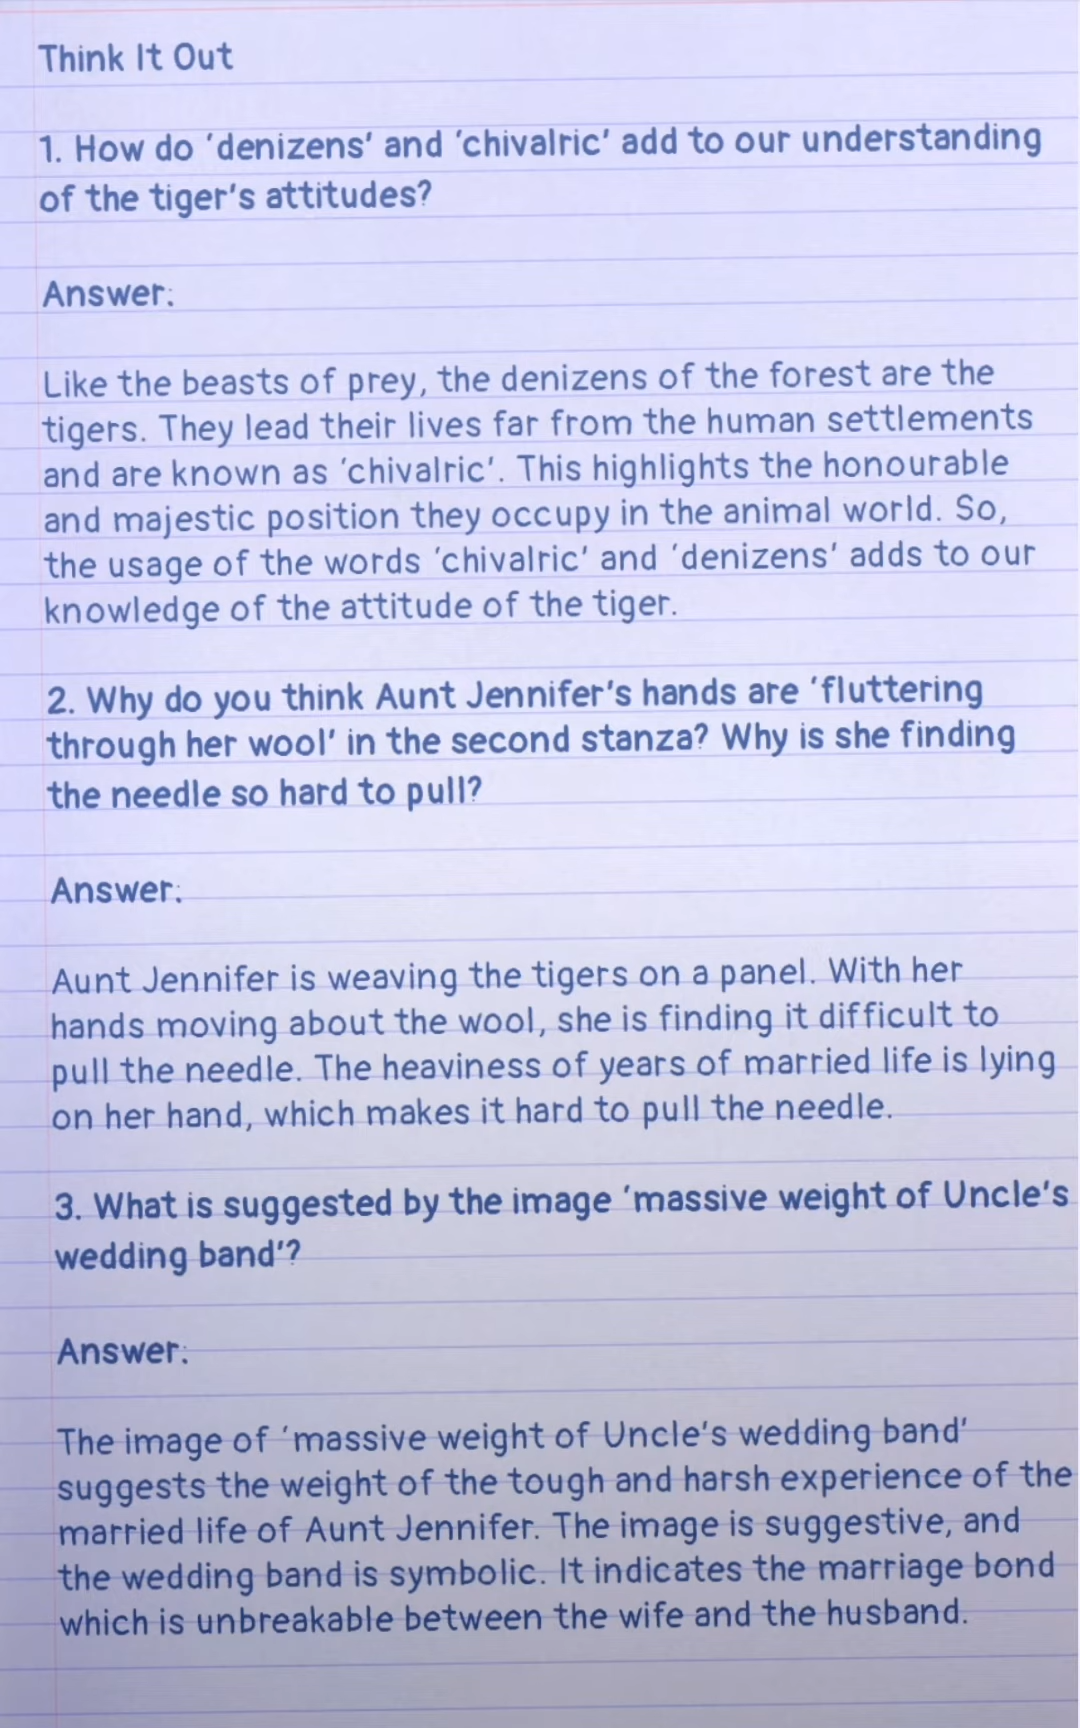 Think It Out
1. How do 'denizens' and 'chivalric' add to our understanding
of the tiger's attitudes?
Answer:
Like the beasts of prey, the denizens of the forest are the
tigers. They lead their lives far from the human settlements
and are known as 'chivalric'. This highlights the honourable
and majestic position they occupy in the animal world. So,
the usage of the words 'chivalric' and 'denizens' adds to our
knowledge of the attitude of the tiger.
2. Why do you think Aunt Jennifer's hands are 'fluttering
through her wool' in the second stanza? Why is she finding
the needle so hard to pull?
Answer:
Aunt Jennifer is weaving the tigers on a panel. With her
hands moving about the wool, she is finding it difficult to
pull the needle. The heaviness of years of married life is lying
on her hand, which makes it hard to pull the needle.
3. What is suggested by the image 'massive weight of Uncle's
wedding band'?
Answer:
The image of 'massive weight of Uncle's wedding band'
suggests the weight of the tough and harsh experience of the
married life of Aunt Jennifer. The image is suggestive, and
the wedding band is symbolic. It indicates the marriage bond
which is unbreakable between the wife and the husband.